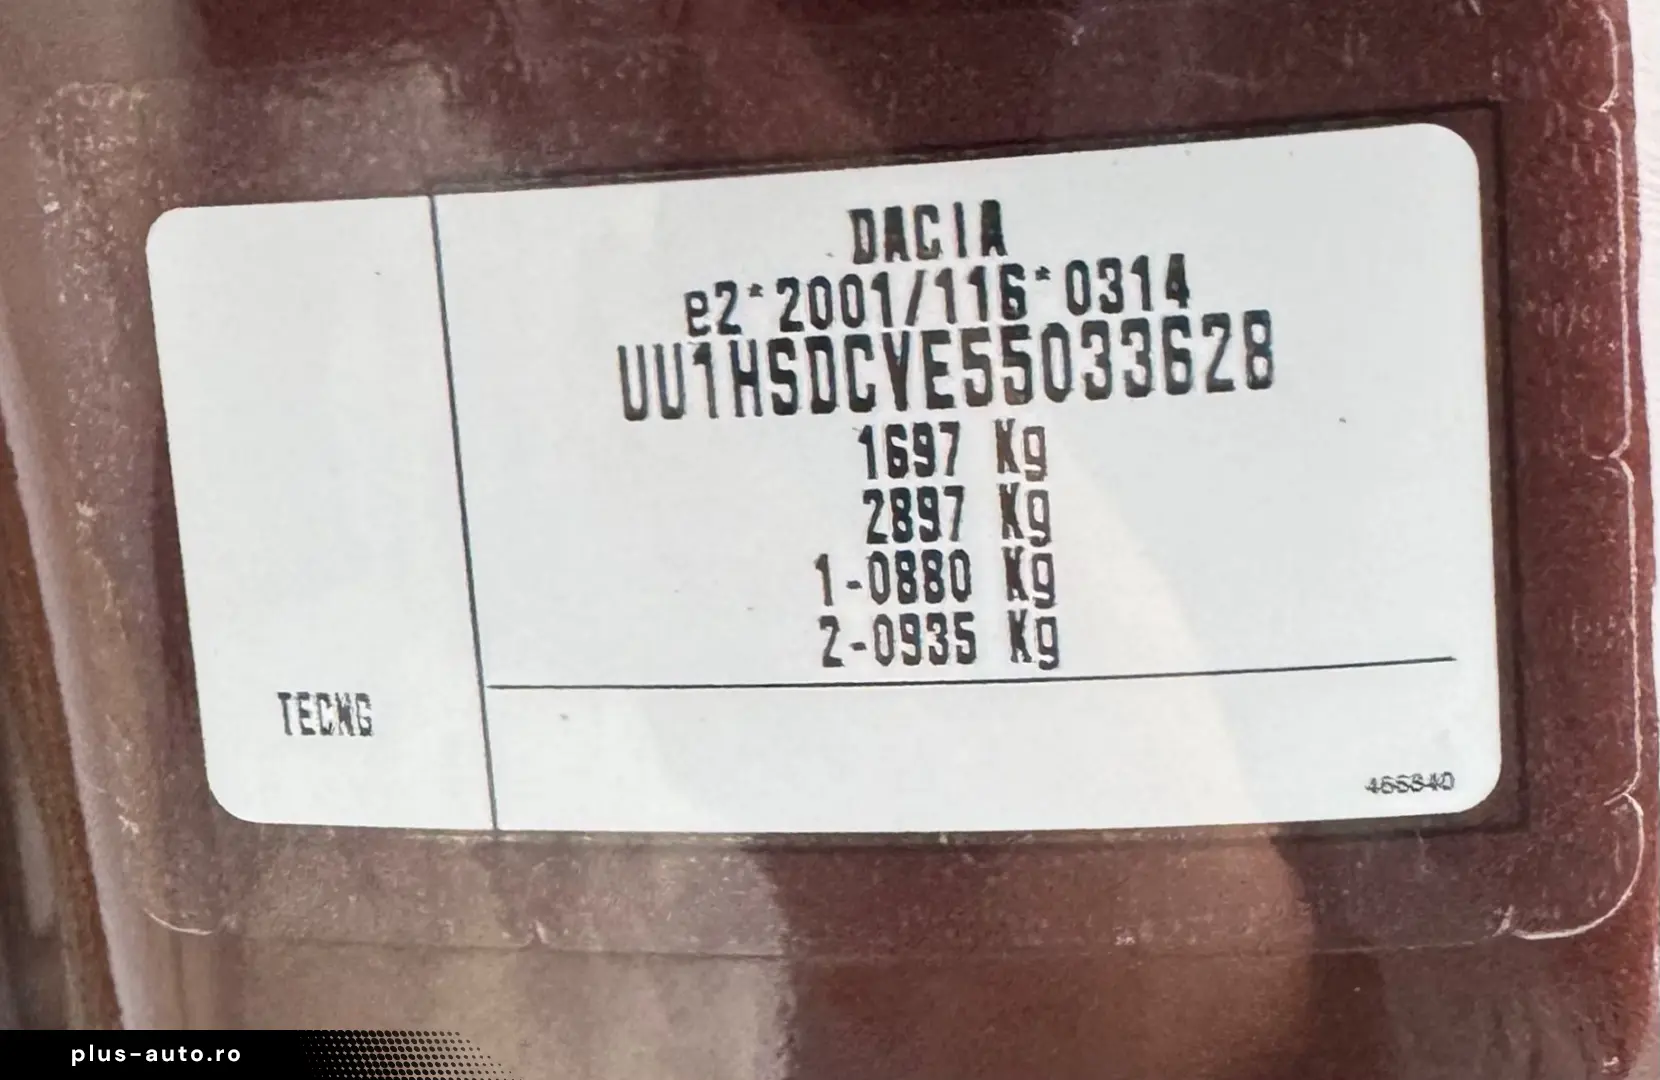 DACIA
e2*2001/116*0314
UU1HSDCVE55033628
1697 Kg
2897 Kg
1-0880 Kg
2-0935 Kg
TECNG
plus-auto.ro